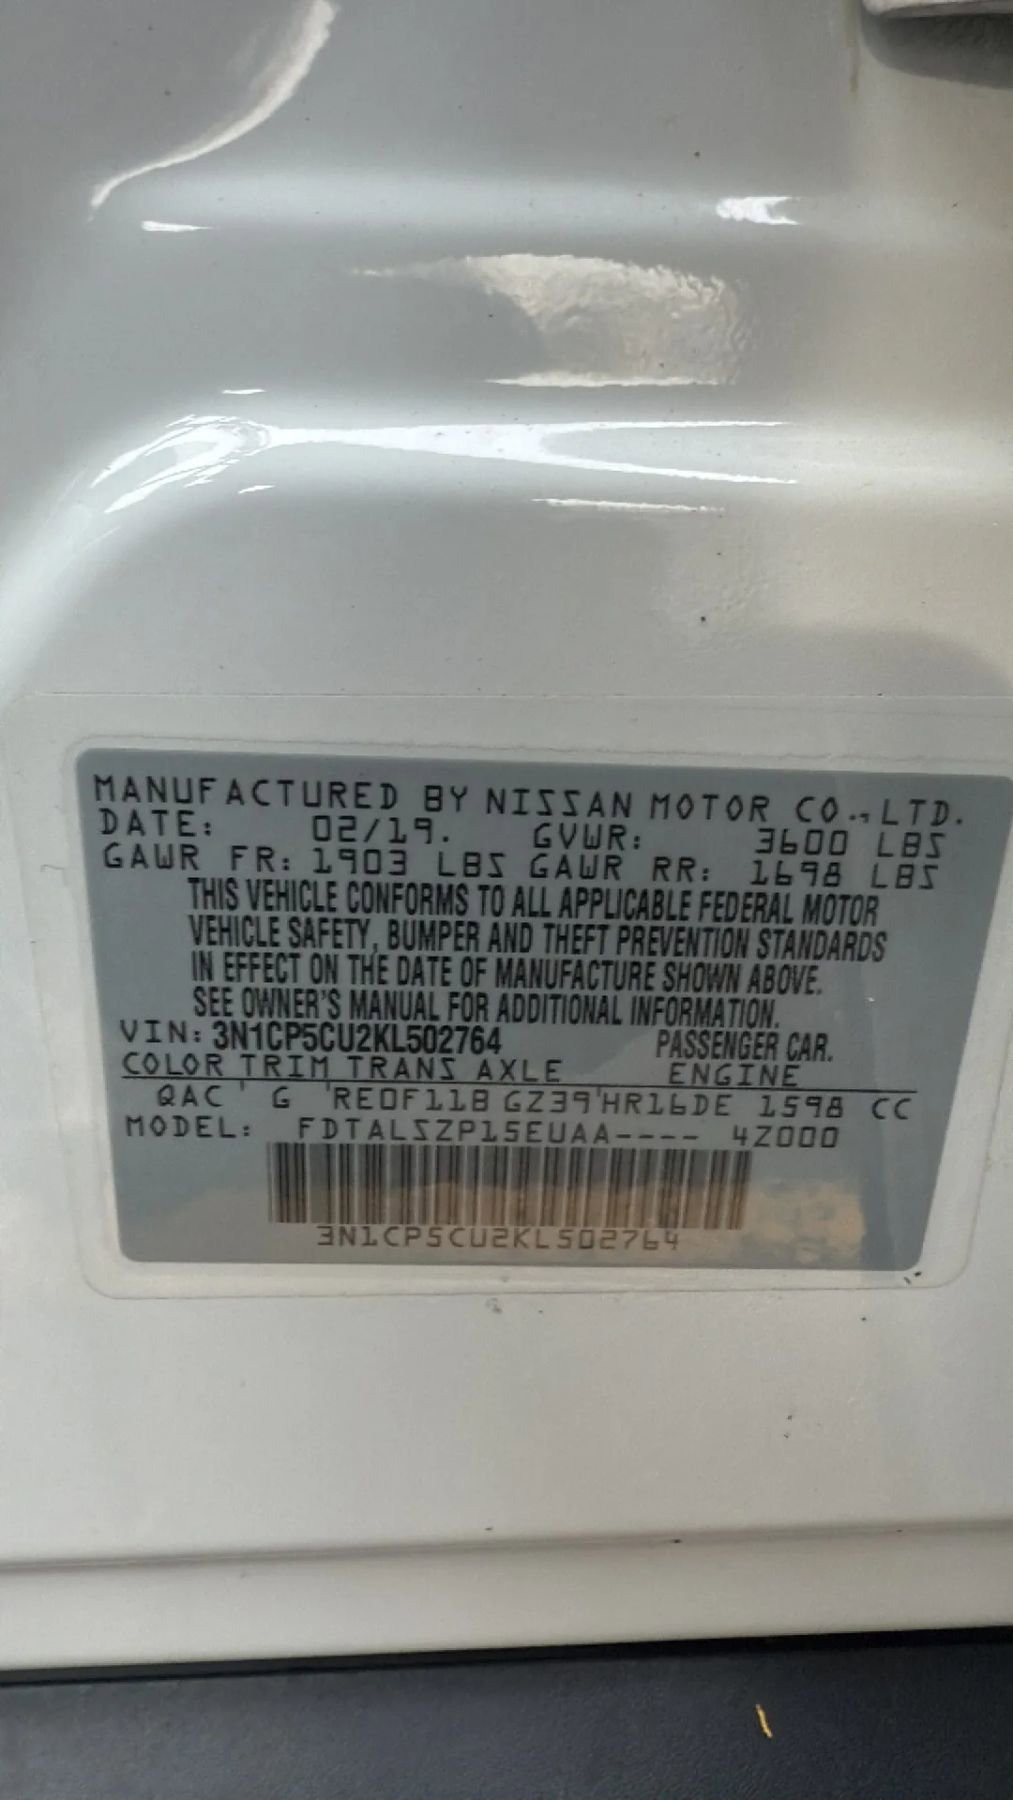 MANUFACTURED BY NISSAN MOTOR CO., LTD.
DATE: 02/19. GVWR: 3600 LBS
GAWR FR: 1903 LBS GAWR RR: 1698 LBS
THIS VEHICLE CONFORMS TO ALL APPLICABLE FEDERAL MOTOR
VEHICLE SAFETY, BUMPER AND THEFT PREVENTION STANDARDS
IN EFFECT ON THE DATE OF MANUFACTURE SHOWN ABOVE.
SEE OWNER'S MANUAL FOR ADDITIONAL INFORMATION.
VIN: 3N1CP5CU2KL502764 PASSENGER CAR.
COLOR TRIM TRANS AXLE ENGINE
QAC ' G 'RE0F11B GZ39'HR16DE 1598 CC
MODEL: FDTALSZP15EUAA---- 4Z000
3N1CP5CU2KL502764